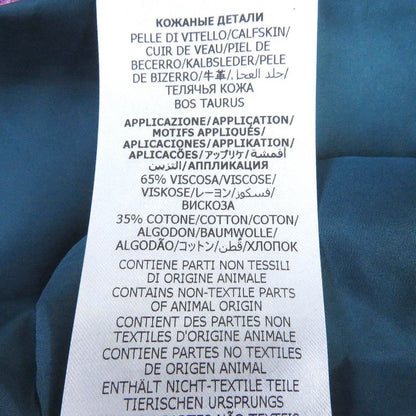 КОЖАНЫЕ ДЕТАЛИ
PELLE DI VITELLO/CALFSKIN/
CUIR DE VEAU/PIEL DE
BECERRO/KALBSLEDER/PELE
DE BIZERRO/牛革/جلد العجل/
ТЕЛЯЧЬЯ КОЖА
BOS TAURUS
APPLICAZIONE/APPLICATION/
MOTIFS APPLIQUÉS/
APLICACIONES/APPLIKATION/
APLICAÇÕES/アップリケ/أقمشة
التزيين/АППЛИКАЦИЯ
65% VISCOSA/VISCOSE/
VISKOSE/レーヨン/فسكوز/
ВИСКОЗА
35% COTONE/COTTON/COTON/
ALGODON/BAUMWOLLE/
ALGODÃO/コットン/قطن/ХЛОПОК
CONTIENE PARTI NON TESSILI
DI ORIGINE ANIMALE
CONTAINS NON-TEXTILE PARTS
OF ANIMAL ORIGIN
CONTIENT DES PARTIES NON
TEXTILES D'ORIGINE ANIMALE
CONTIENE PARTES NO TEXTILES
DE ORIGEN ANIMAL
ENTHÄLT NICHT-TEXTILE TEILE
TIERISCHEN URSPRUNGS